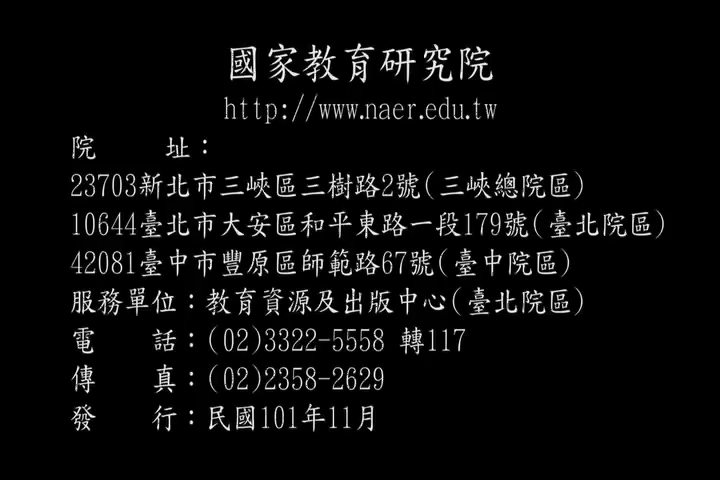 國家教育研究院
http://www.naer.edu.tw
院　　址：
23703新北市三峽區三樹路2號(三峽總院區)
10644臺北市大安區和平東路一段179號(臺北院區)
42081臺中市豐原區師範路67號(臺中院區)
服務單位：教育資源及出版中心(臺北院區)
電　　話：(02)3322-5558 轉117
傳　　真：(02)2358-2629
發　　行：民國101年11月